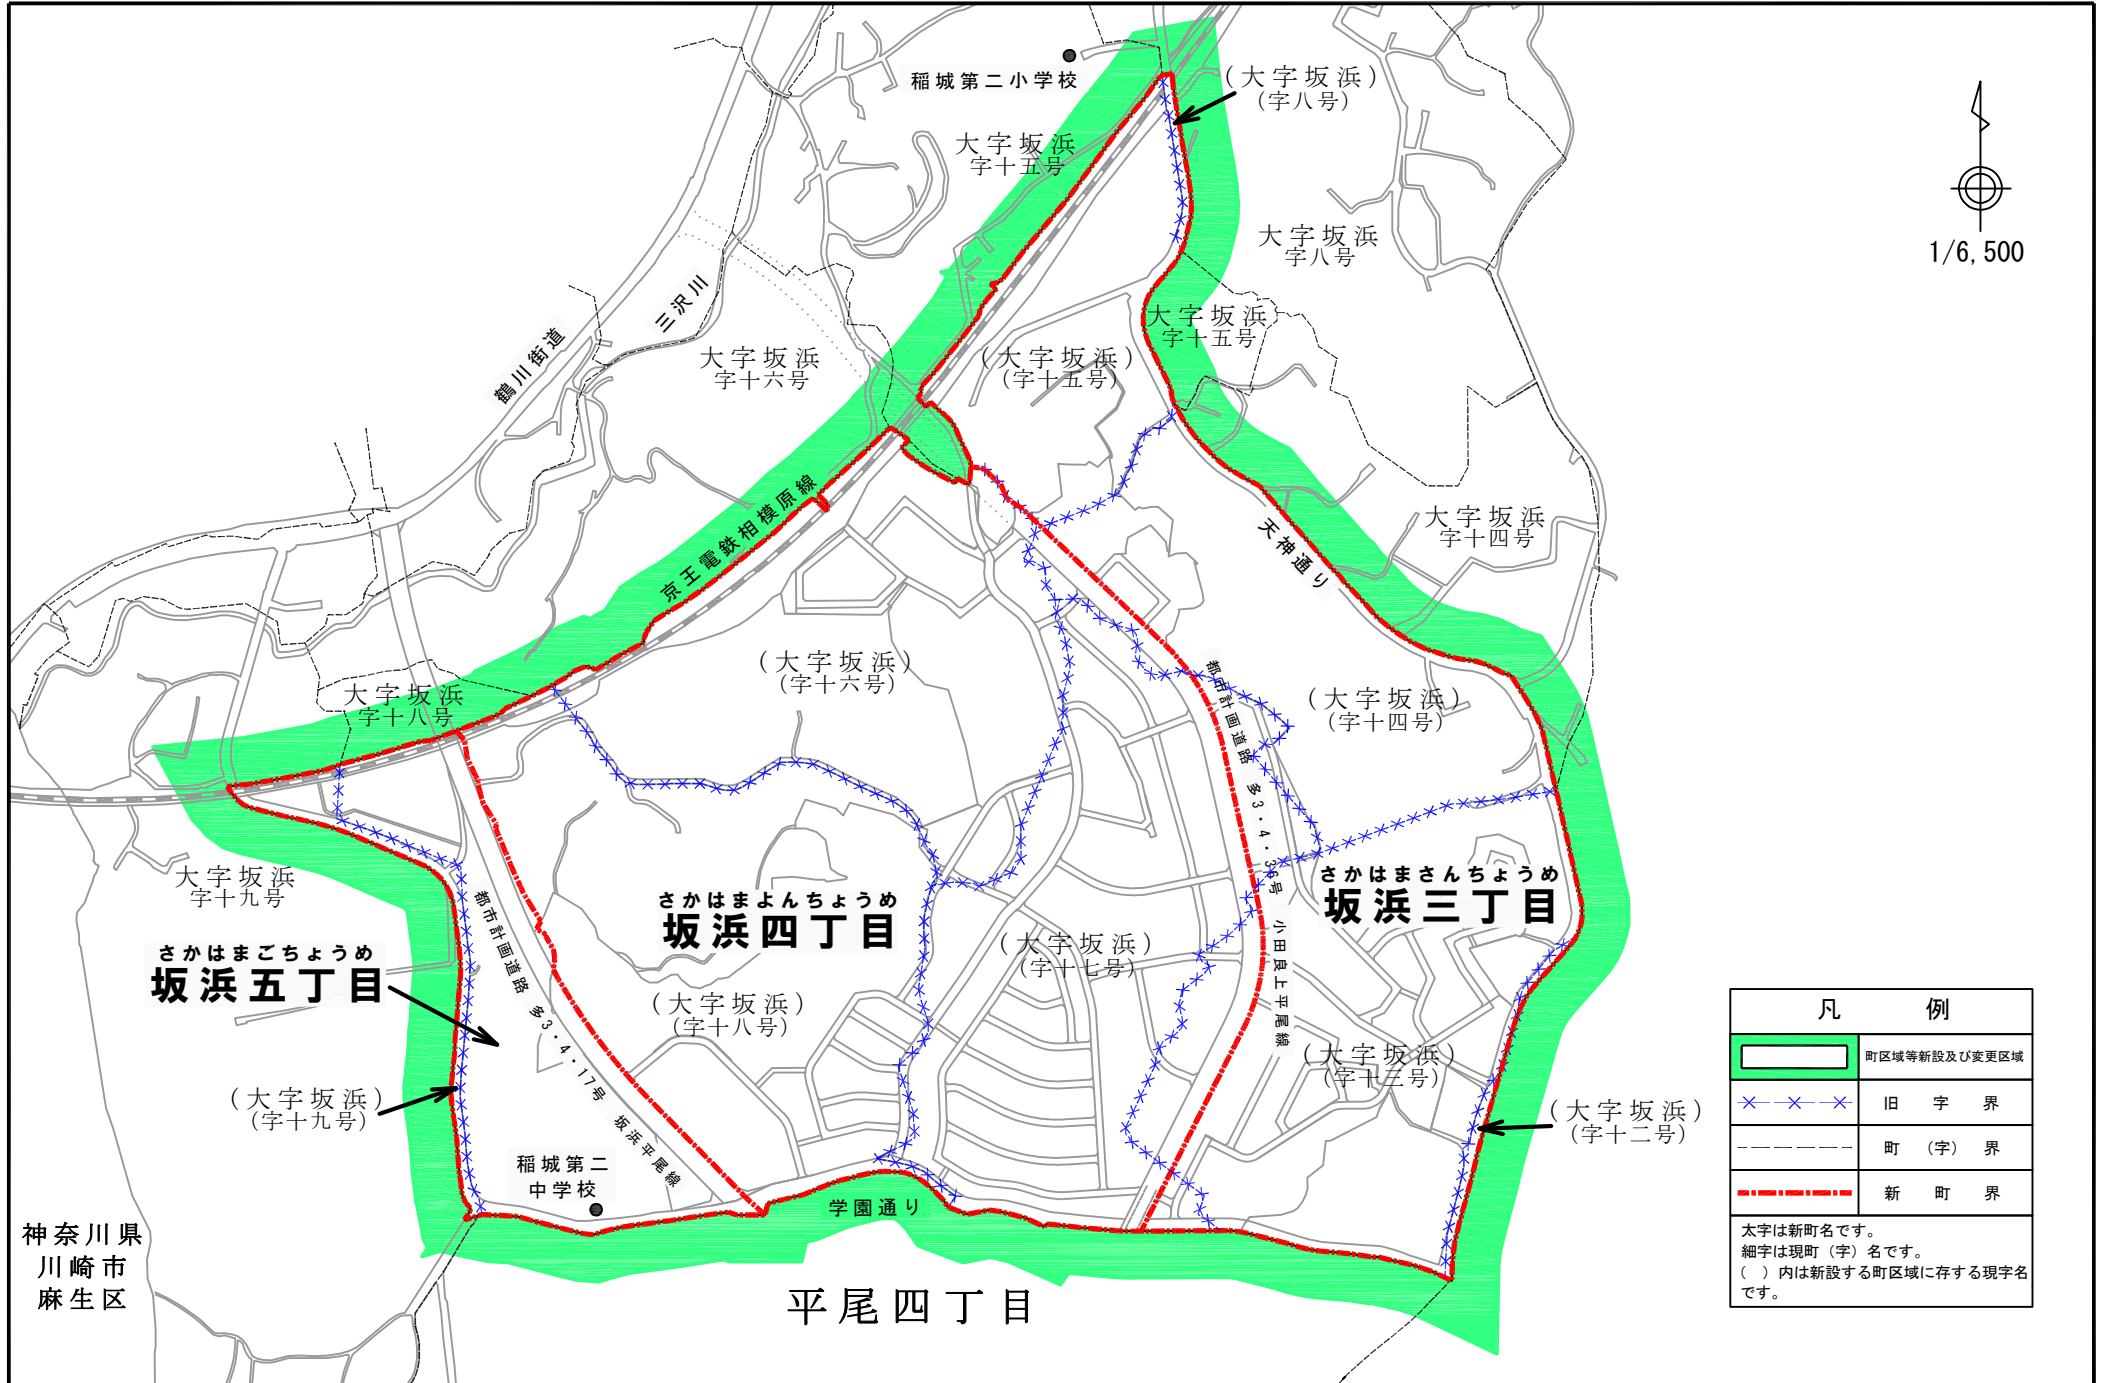 稲城第二小学校
(大字坂浜)
(字八号)
大字坂浜
字十五号
大字坂浜
字八号
1/6,500
三沢川
鶴川街道
大字坂浜
字十六号
(大字坂浜)
(字十五号)
大字坂浜
字十五号
京王電鉄相模原線
天神通り
大字坂浜
字十四号
大字坂浜
字十八号
(大字坂浜)
(字十六号)
都市計画道路 多3・4・36号 小田良上平尾線
(大字坂浜)
(字十四号)
大字坂浜
字十九号
さかはまごちょうめ
坂浜五丁目
都市計画道路 多3・4・17号 坂浜平尾線
さかはまよんちょうめ
坂浜四丁目
さかはまさんちょうめ
坂浜三丁目
(大字坂浜)
(字十七号)
(大字坂浜)
(字十八号)
(大字坂浜)
(字十三号)
(大字坂浜)
(字十九号)
(大字坂浜)
(字十二号)
稲城第二
中学校
学園通り
神奈川県
川崎市
麻生区
平尾四丁目
凡 例
町区域等新設及び変更区域
旧 字 界
町 (字) 界
新 町 界
太字は新町名です。
細字は現町(字)名です。
( )内は新設する町区域に存する現字名
です。